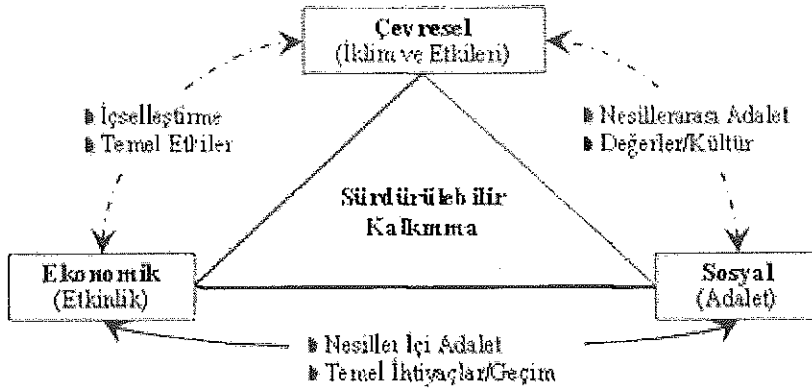 Çevresel
(İklim ve Etkileri)
İçselleştirme
Temel Etkiler
Nesillerarası Adalet
Değerler/Kültür
Sürdürülebilir
Kalkınma
Ekonomik
(Etkinlik)
Sosyal
(Adalet)
Nesiller İçi Adalet
Temel İhtiyaçlar/Geçim